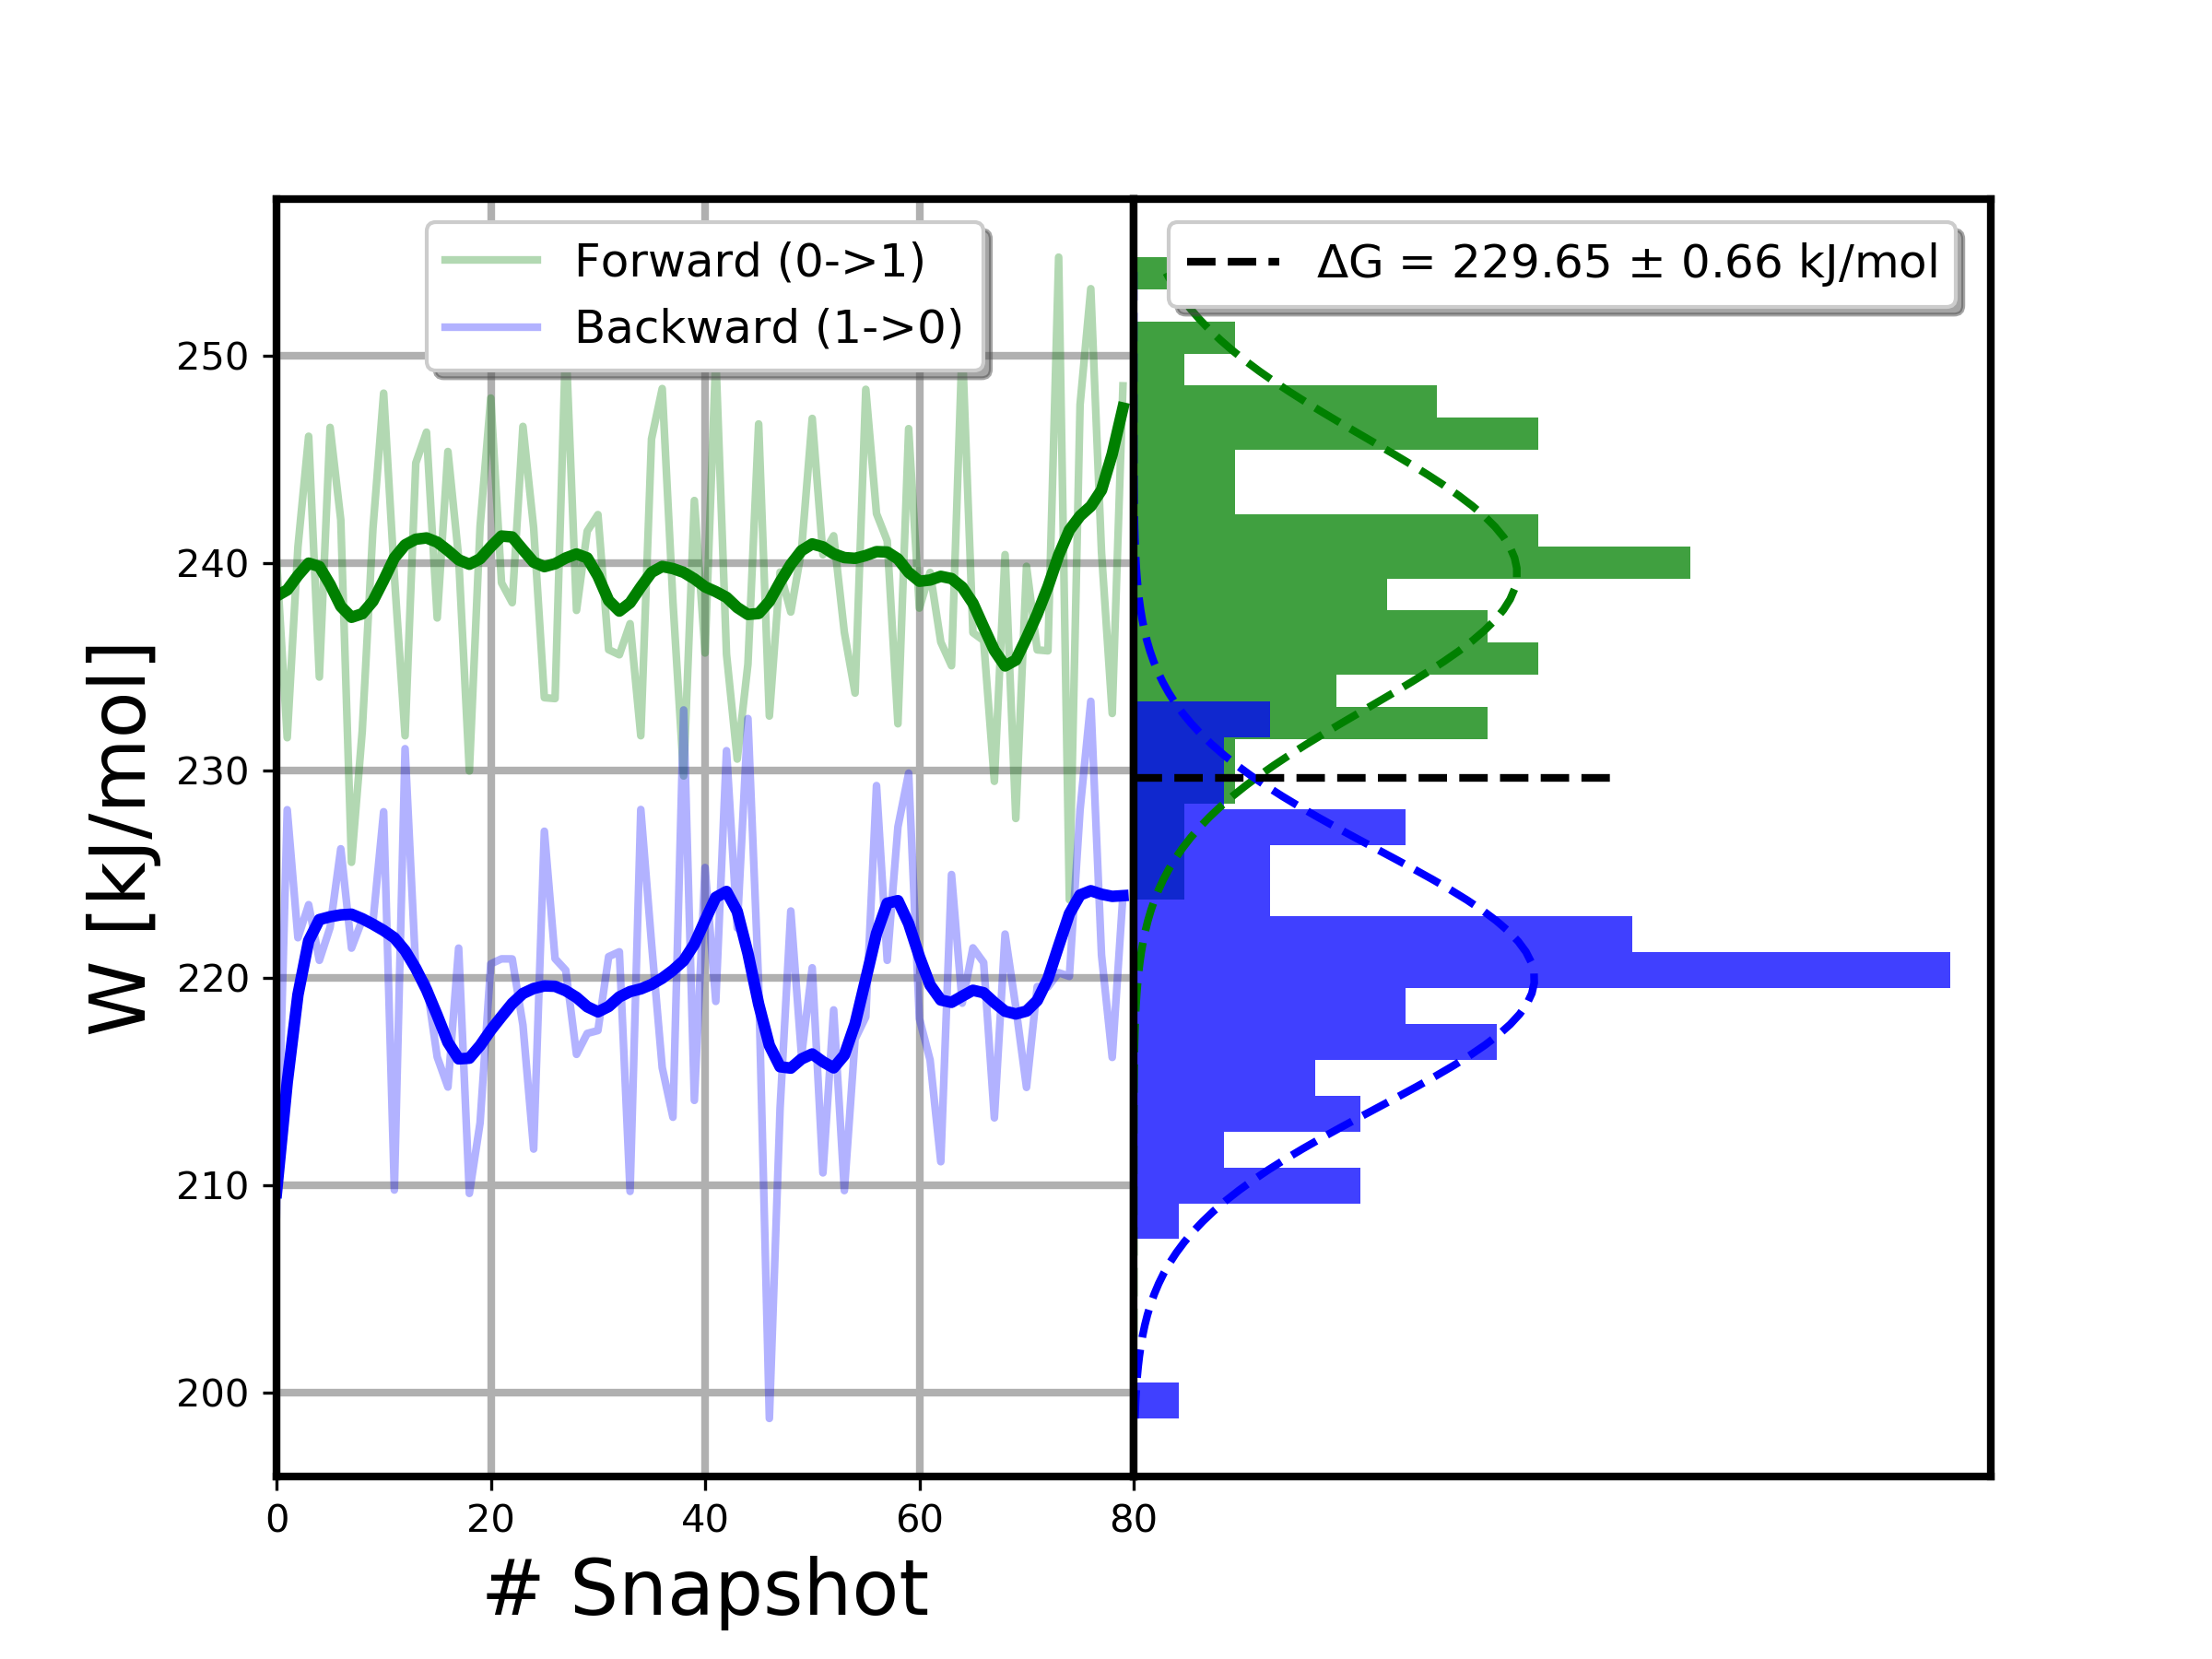 Forward (0->1)
Backward (1->0)
ΔG = 229.65 ± 0.66 kJ/mol
W [kJ/mol]
250
240
230
220
210
200
0 20 40 60 80
# Snapshot